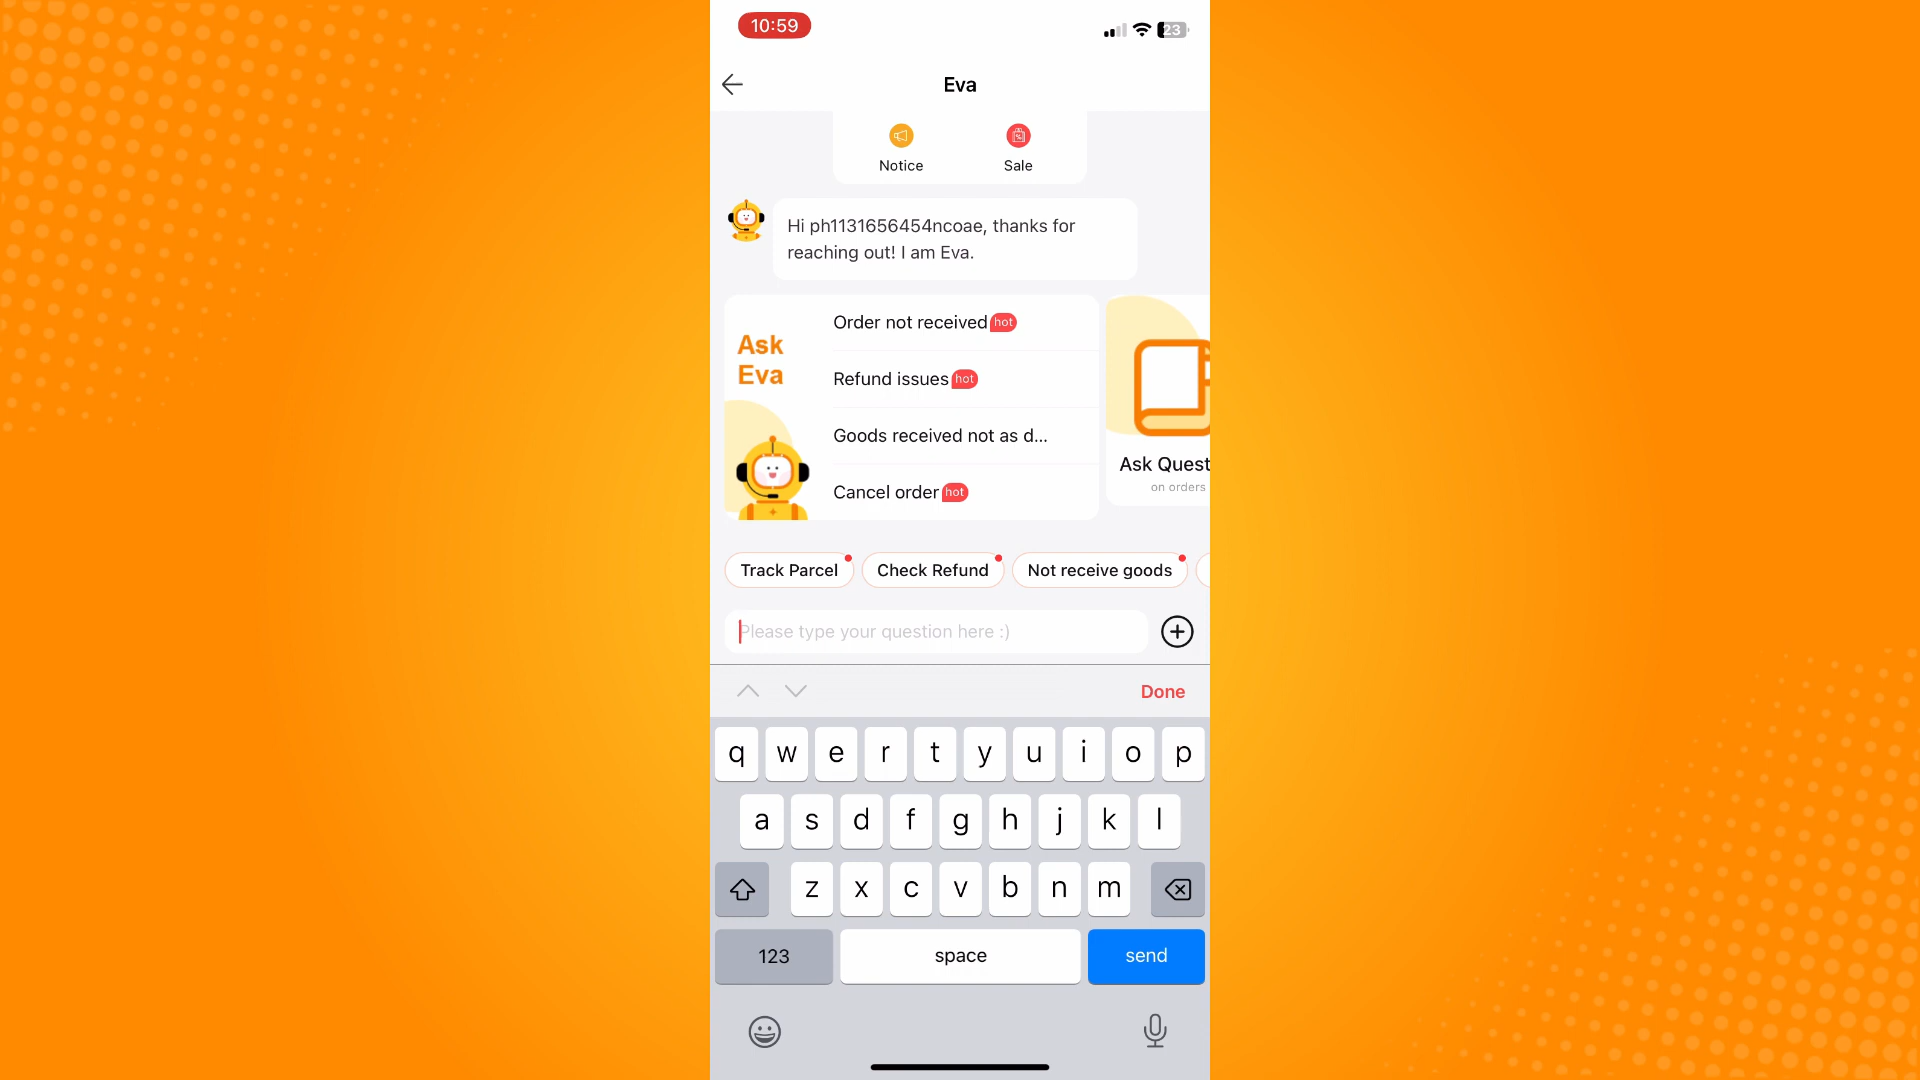 10:59
23
Eva
Notice
Sale
Hi ph1131656454ncoae, thanks for
reaching out! I am Eva.
Ask
Eva
Order not received hot
Refund issues hot
Goods received not as d...
Cancel order hot
Ask Quest
on orders
Track Parcel
Check Refund
Not receive goods
Please type your question here :)
Done
q w e r t y u i o p
a s d f g h j k l
z x c v b n m
123
space
send